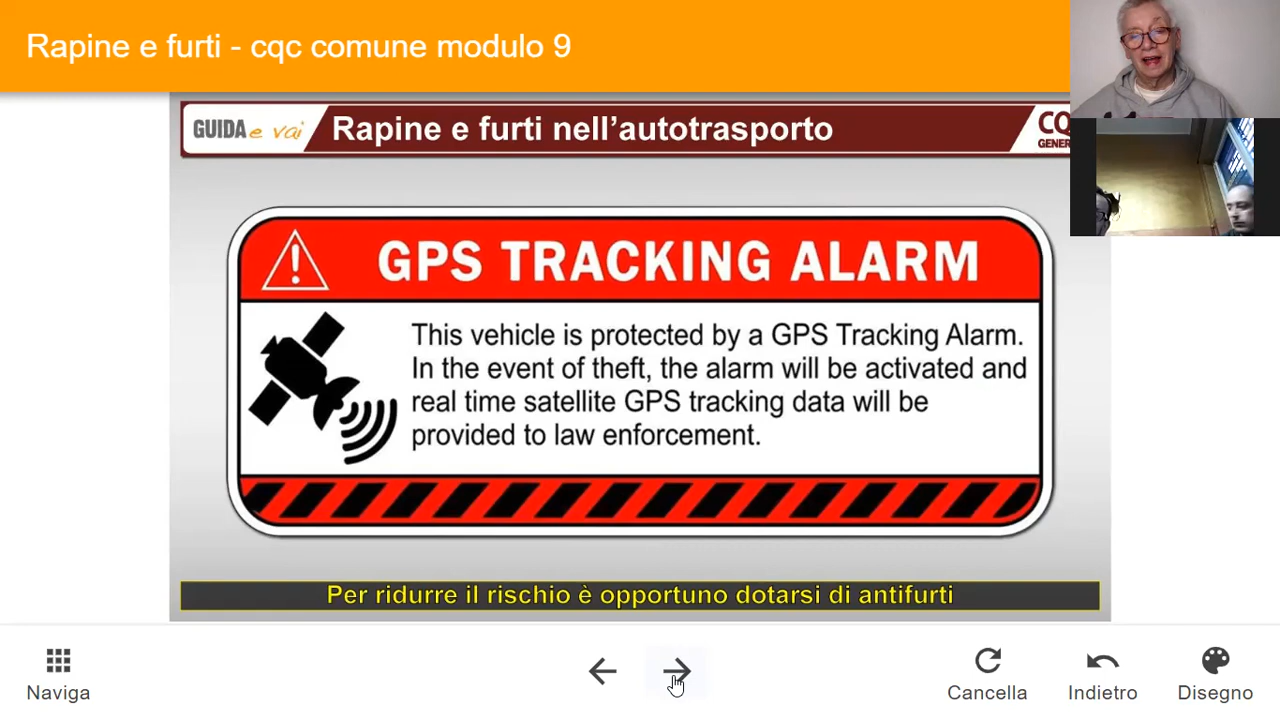 Rapine e furti - cqc comune modulo 9
GUIDA e vai
Rapine e furti nell'autotrasporto
CQ
GENER
GPS TRACKING ALARM
This vehicle is protected by a GPS Tracking Alarm.
In the event of theft, the alarm will be activated and
real time satellite GPS tracking data will be
provided to law enforcement.
Per ridurre il rischio è opportuno dotarsi di antifurti
Naviga
Cancella
Indietro
Disegno